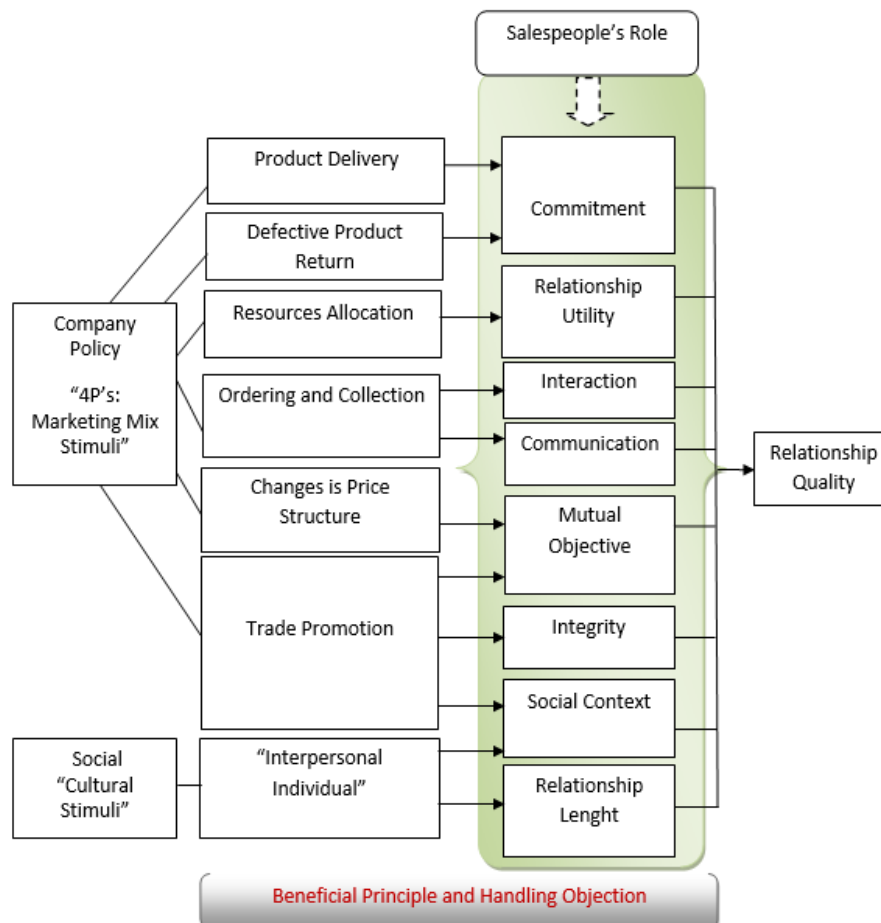 Salespeople’s Role
Product Delivery
Commitment
Defective Product
Return
Resources Allocation
Relationship
Utility
Company
Policy
“4P’s:
Marketing Mix
Stimuli”
Ordering and Collection
Interaction
Communication
Relationship
Quality
Changes is Price
Structure
Mutual
Objective
Trade Promotion
Integrity
Social Context
Social
“Cultural
Stimuli”
“Interpersonal
Individual”
Relationship
Lenght
Beneficial Principle and Handling Objection